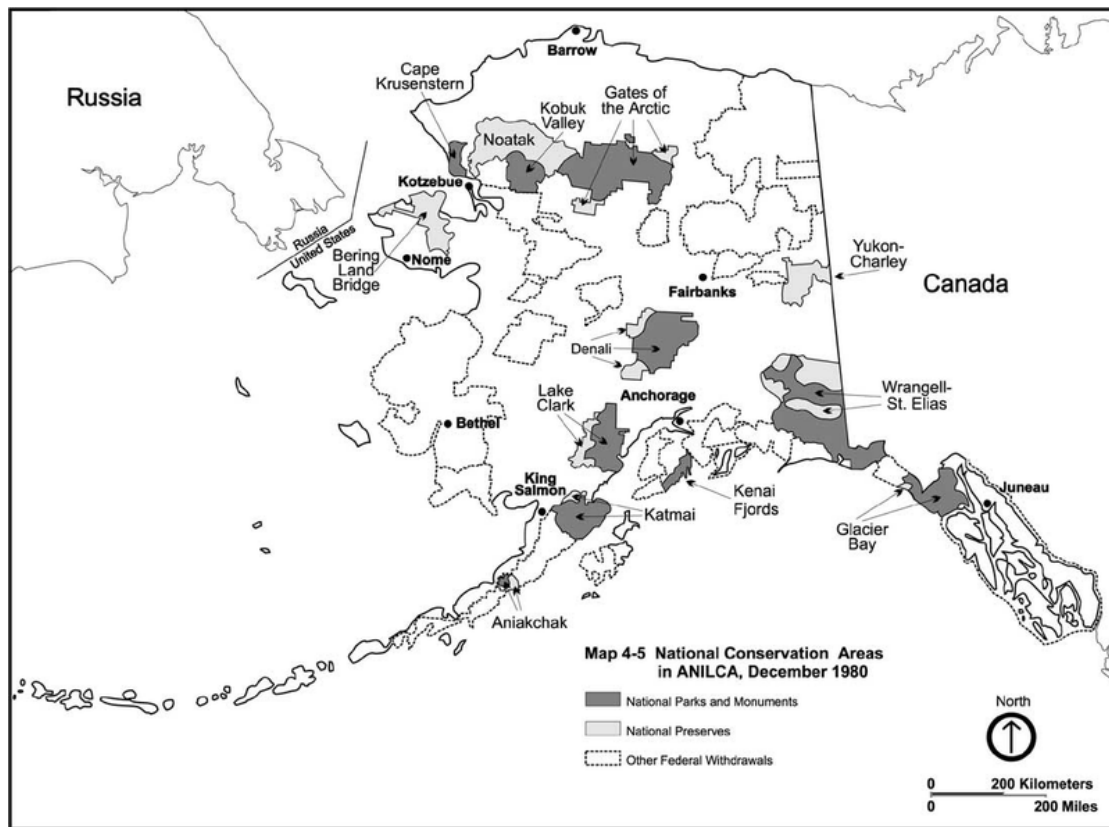 Barrow
Cape
Krusenstern
Russia
Gates of
the Arctic
Kobuk
Valley
Noatak
Kotzebue
Russia
United States
Bering
Land
Bridge
Nome
Yukon-
Charley
Fairbanks
Canada
Denali
Wrangell-
St. Elias
Lake
Clark
Anchorage
Bethel
King
Salmon
Katmai
Kenai
Fjords
Juneau
Glacier
Bay
Aniakchak
Map 4-5 National Conservation Areas
in ANILCA, December 1980
National Parks and Monuments
National Preserves
Other Federal Withdrawals
North
0 200 Kilometers
0 200 Miles